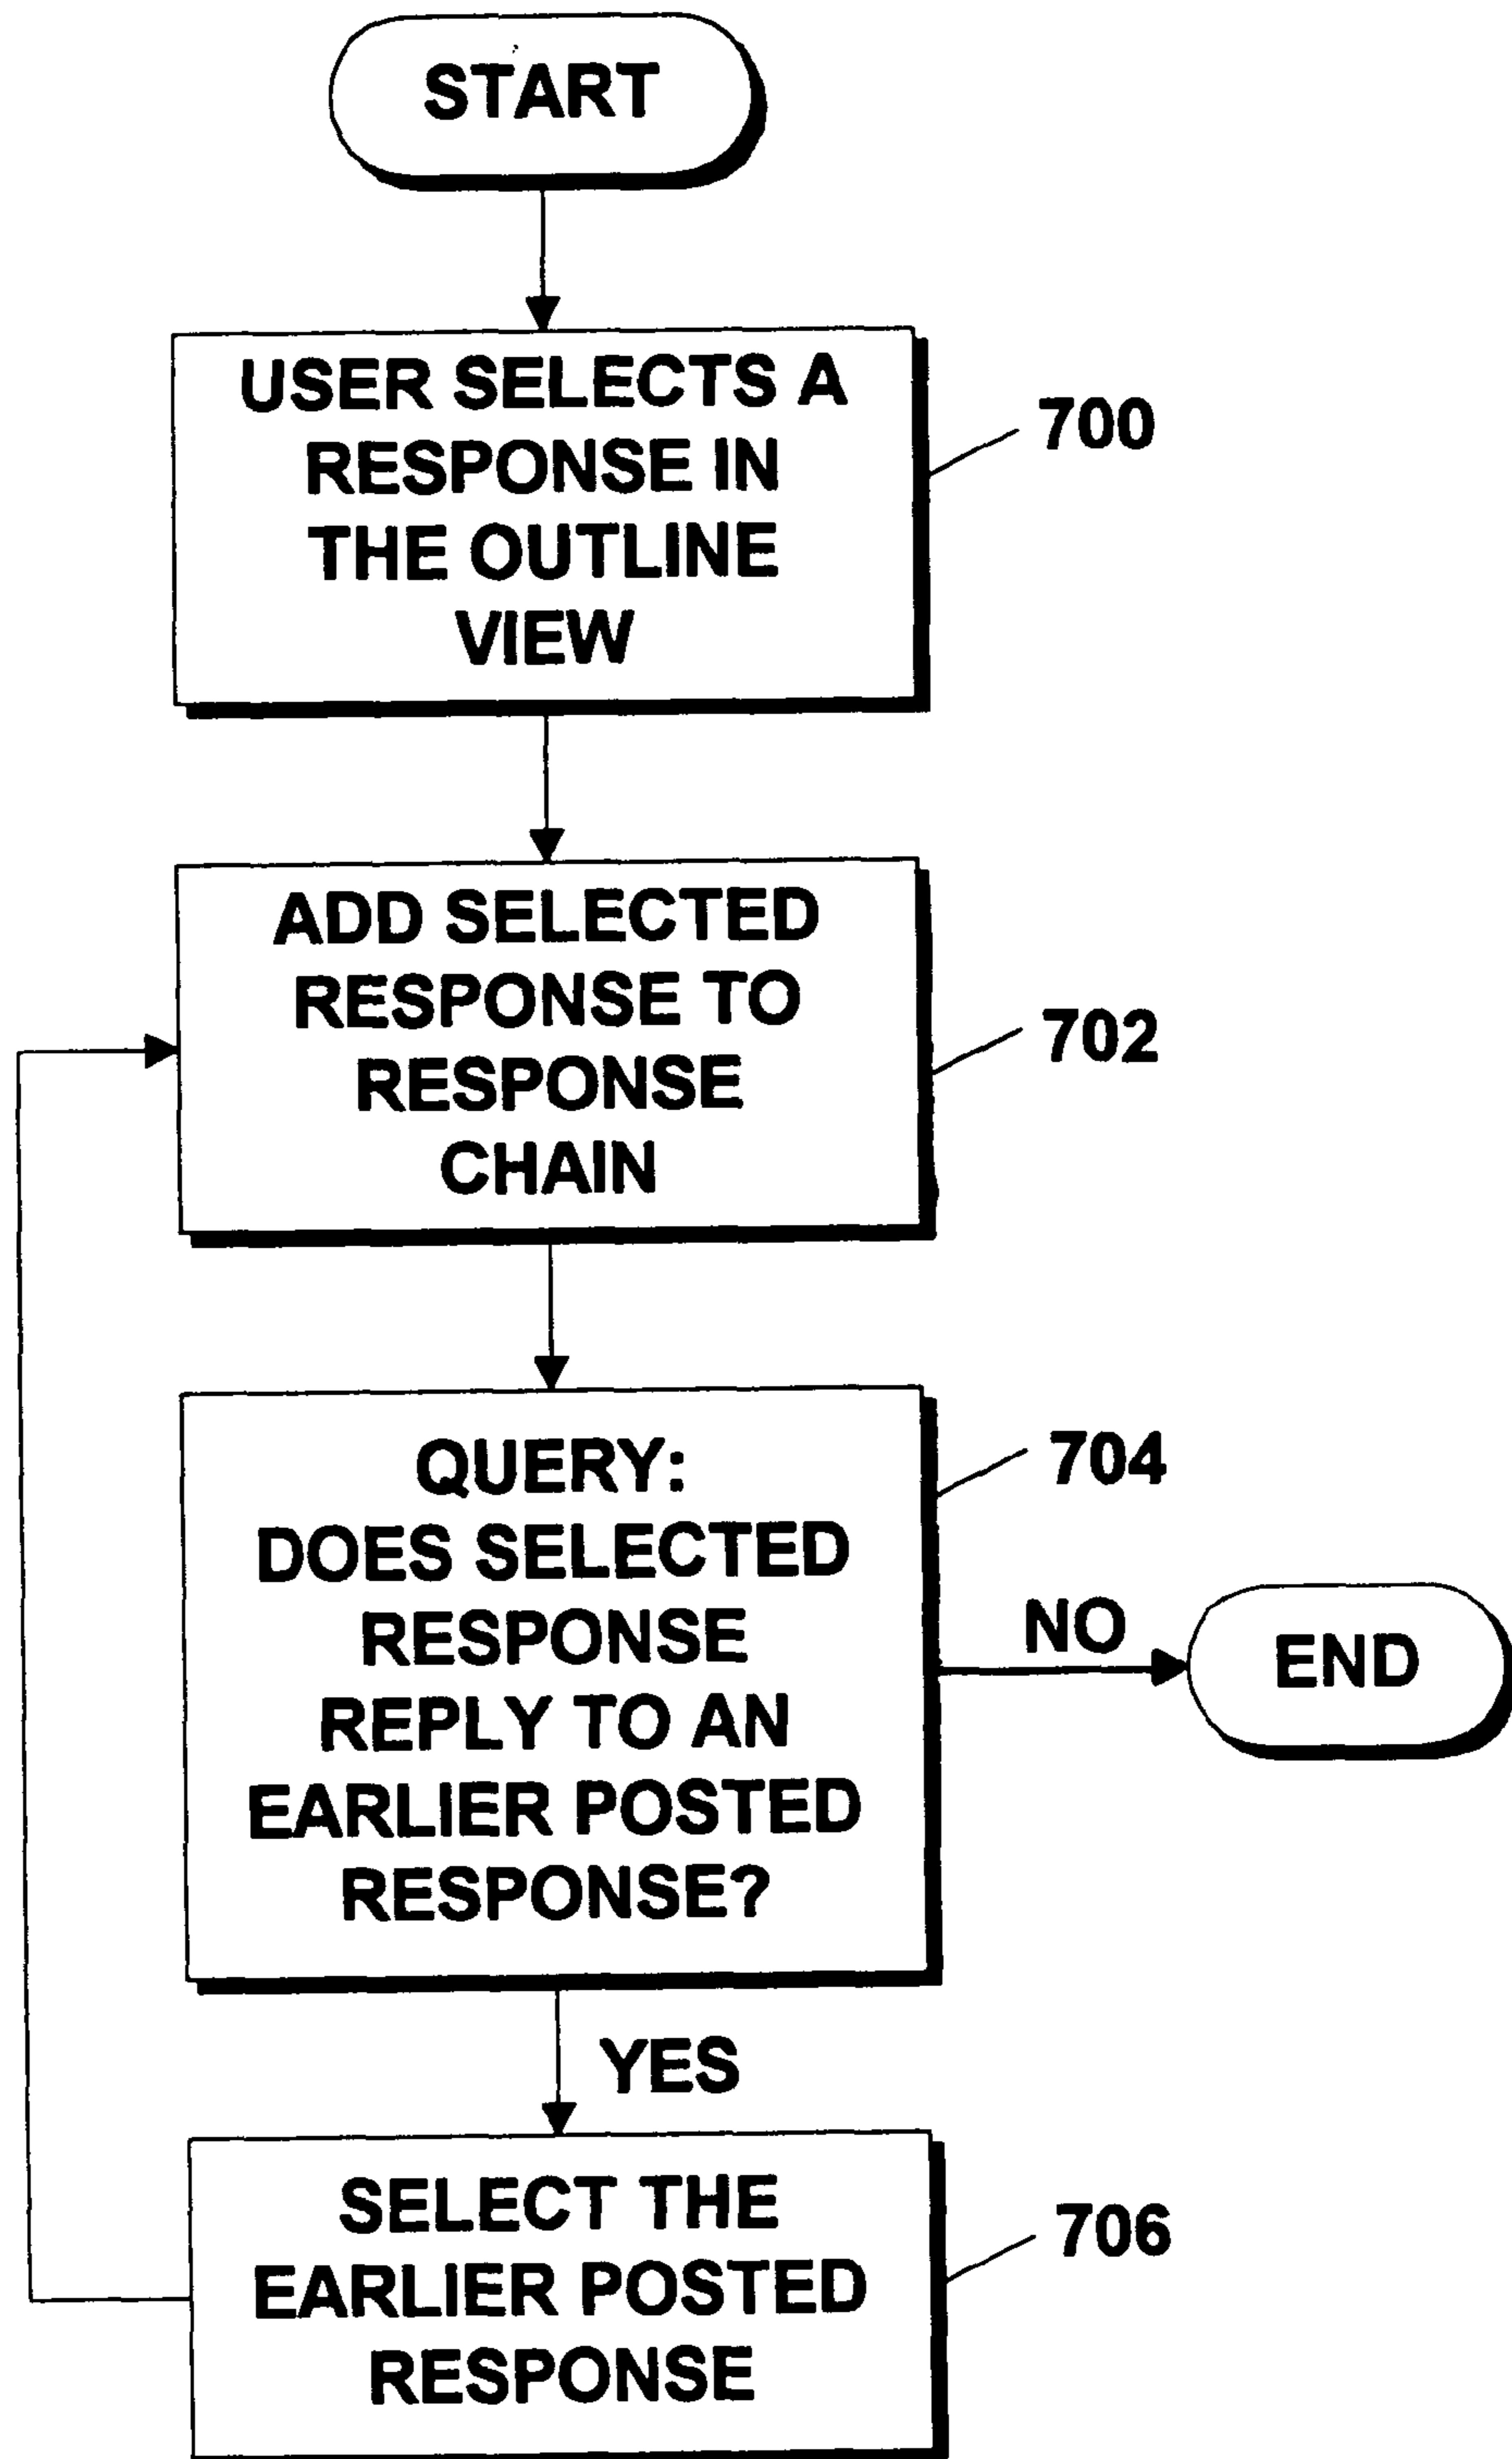 START
USER SELECTS A
RESPONSE IN
THE OUTLINE
VIEW
700
ADD SELECTED
RESPONSE TO
RESPONSE
CHAIN
702
QUERY:
DOES SELECTED
RESPONSE
REPLY TO AN
EARLIER POSTED
RESPONSE?
704
NO
END
YES
SELECT THE
EARLIER POSTED
RESPONSE
706